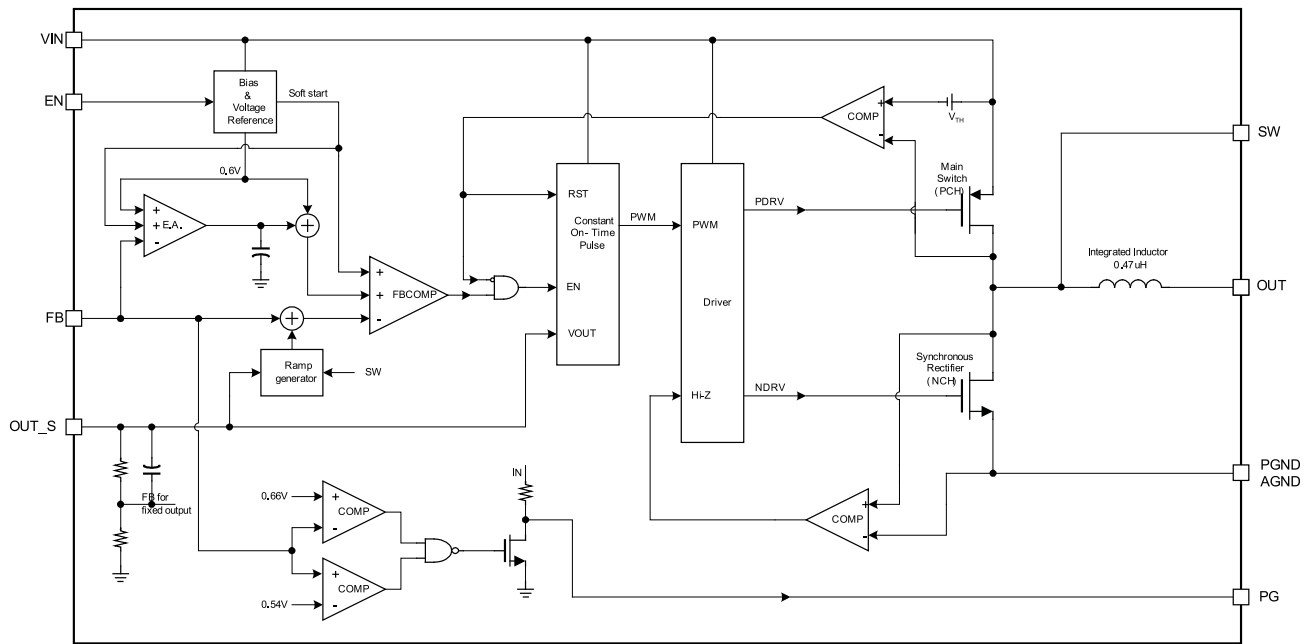 VIN
EN
Bias
&
Voltage
Reference
Soft start
0.6V
+
+
-
E.A.
+
+
+
-
FBCOMP
FB
+
Ramp
generator
SW
OUT_S
FB for
fixed output
RST
Constant
On- Time
Pulse
EN
VOUT
PWM
PWM
Driver
Hi-Z
PDRV
NDRV
+
-
COMP
VTH
Main
Switch
(PCH)
SW
Integrated Inductor
0.47uH
OUT
Synchronous
Rectifier
(NCH)
PGND
AGND
+
-
COMP
0.66V
+
-
COMP
+
-
COMP
0.54V
IN
PG